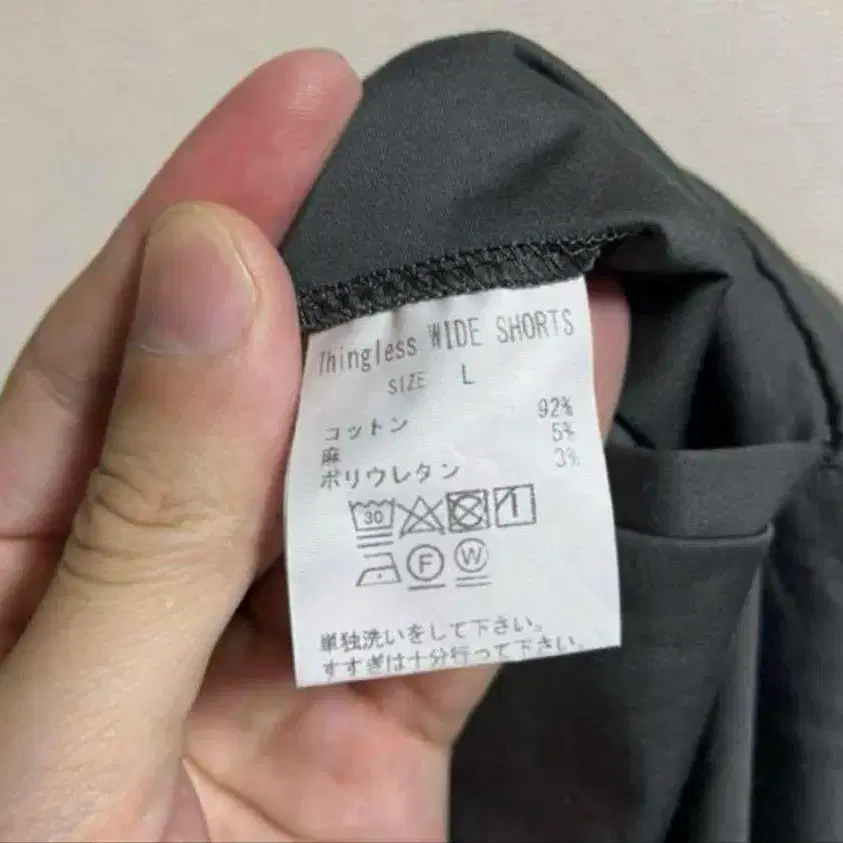 Thingless WIDE SHORTS
SIZE L
コットン 92%
麻 5%
ポリウレタン 3%
30
F W
単独洗いをして下さい。
すすぎは十分行って下さい。